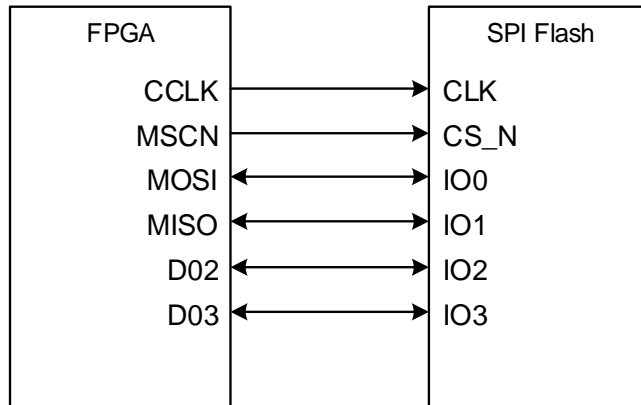 FPGA SPI Flash
CCLK CLK
MSCN CS_N
MOSI IO0
MISO IO1
D02 IO2
D03 IO3